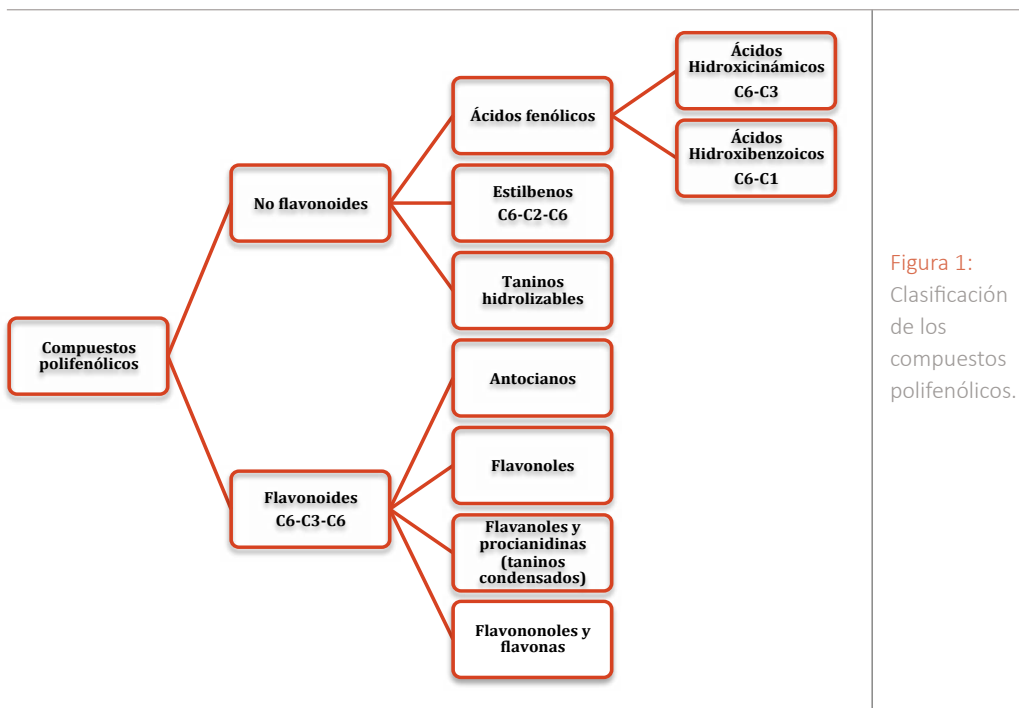 Compuestos
polifenólicos
No flavonoides
Ácidos fenólicos
Ácidos
Hidroxicinámicos
C6-C3
Ácidos
Hidroxibenzoicos
C6-C1
Estilbenos
C6-C2-C6
Taninos
hidrolizables
Flavonoides
C6-C3-C6
Antocianos
Flavonoles
Flavanoles y
procianidinas
(taninos
condensados)
Flavononoles y
flavonas
Figura 1:
Clasificación
de los
compuestos
polifenólicos.